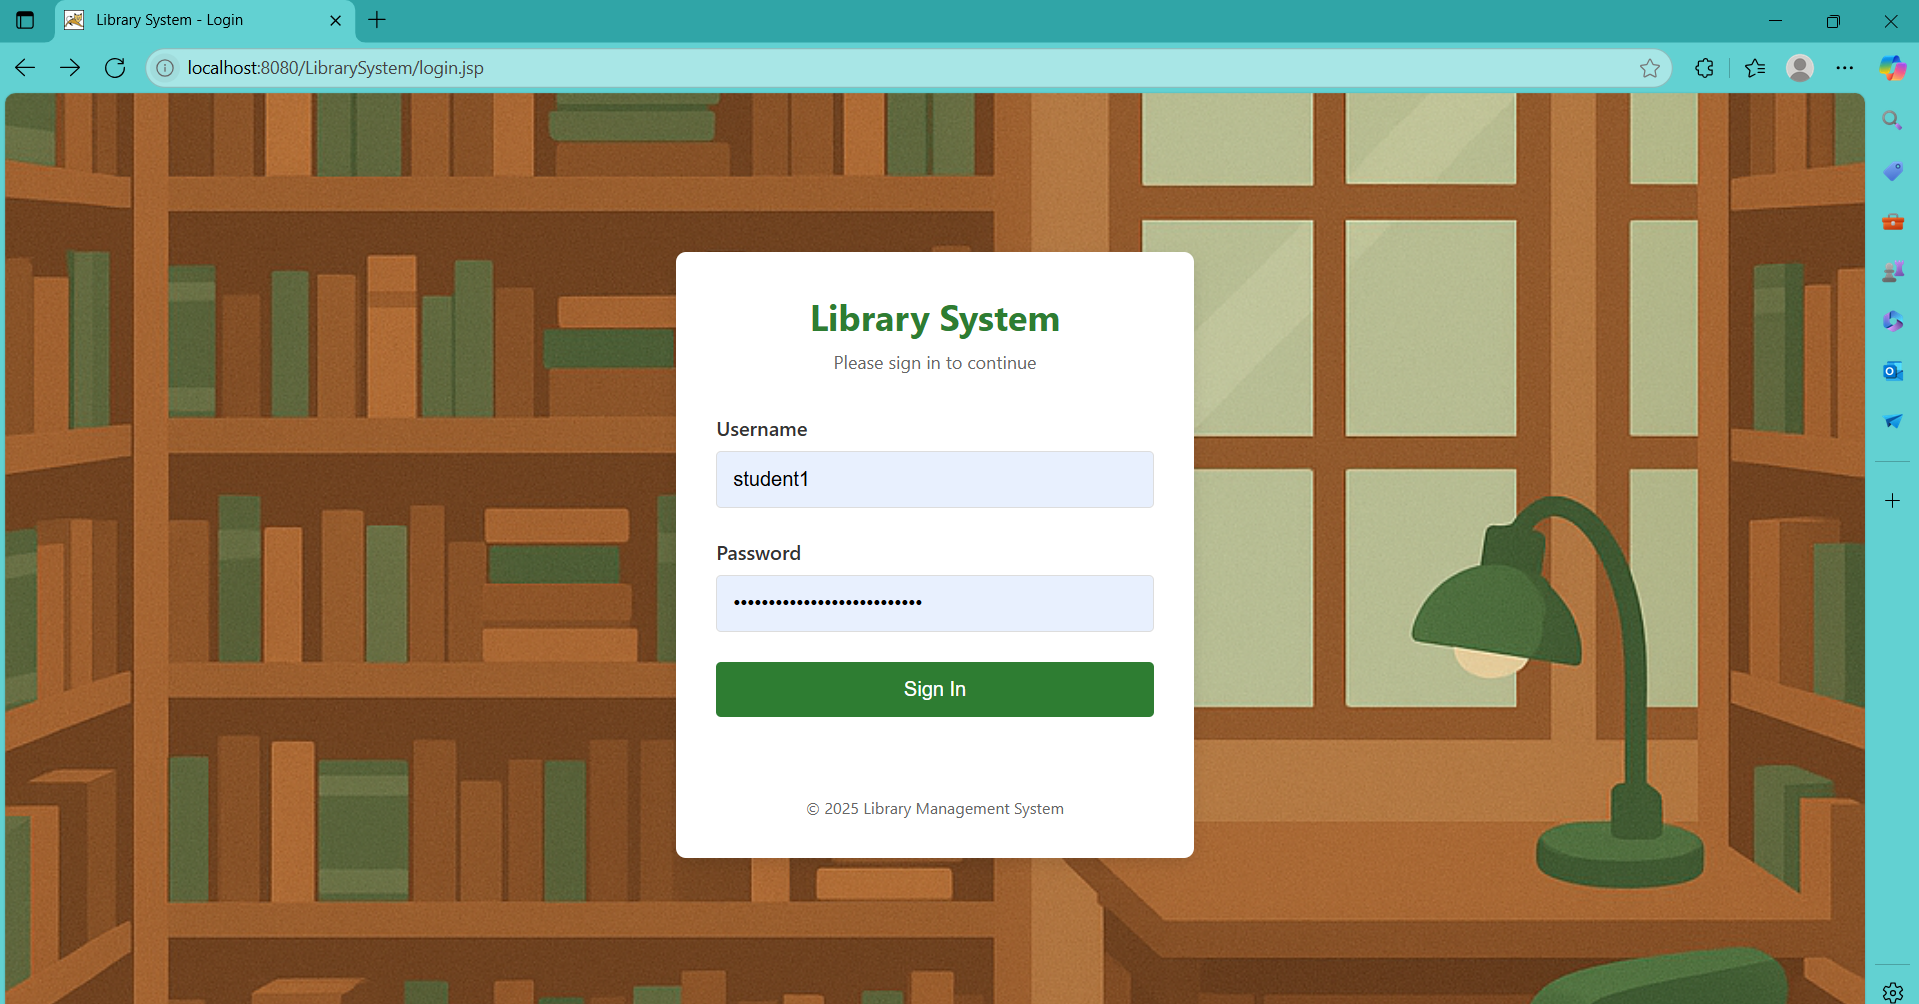 Library System - Login
localhost:8080/LibrarySystem/login.jsp
Library System
Please sign in to continue
Username
student1
Password
•••••••••••••••••••••••••••
Sign In
© 2025 Library Management System